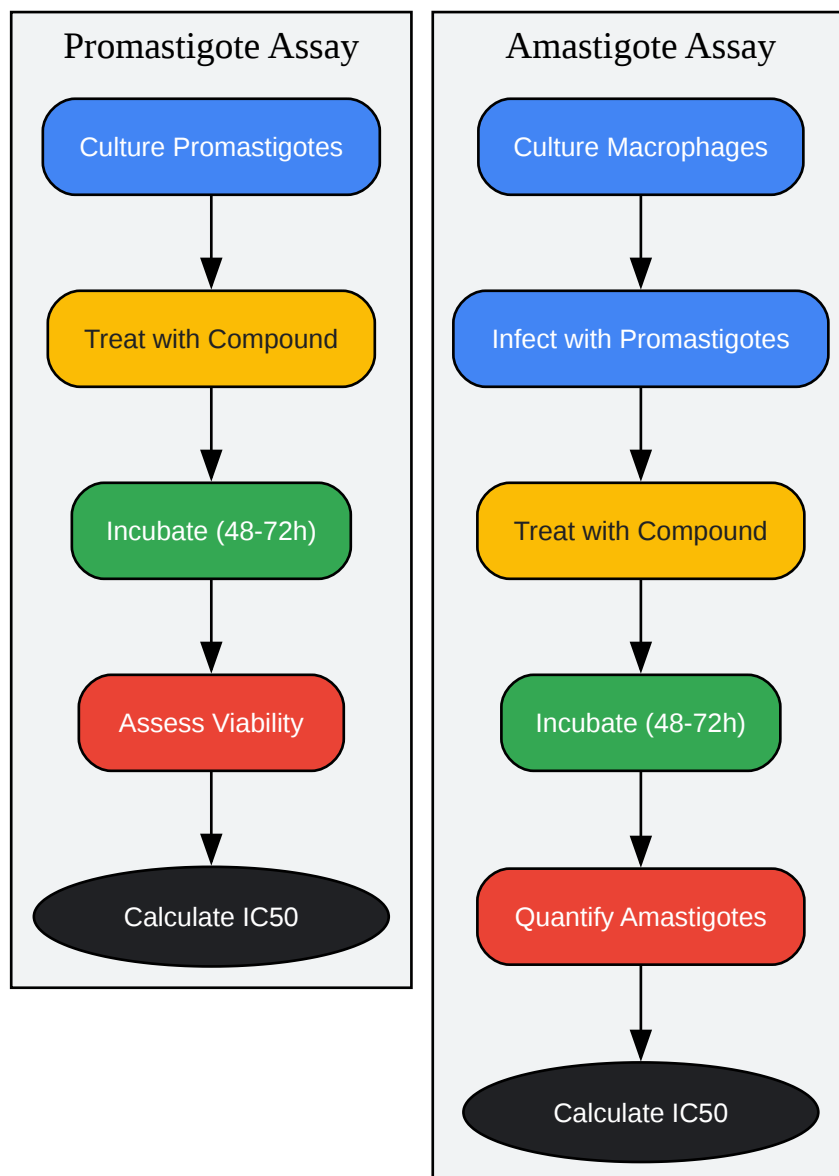 Promastigote Assay
Culture Promastigotes
Treat with Compound
Incubate (48-72h)
Assess Viability
Calculate IC50
Amastigote Assay
Culture Macrophages
Infect with Promastigotes
Treat with Compound
Incubate (48-72h)
Quantify Amastigotes
Calculate IC50